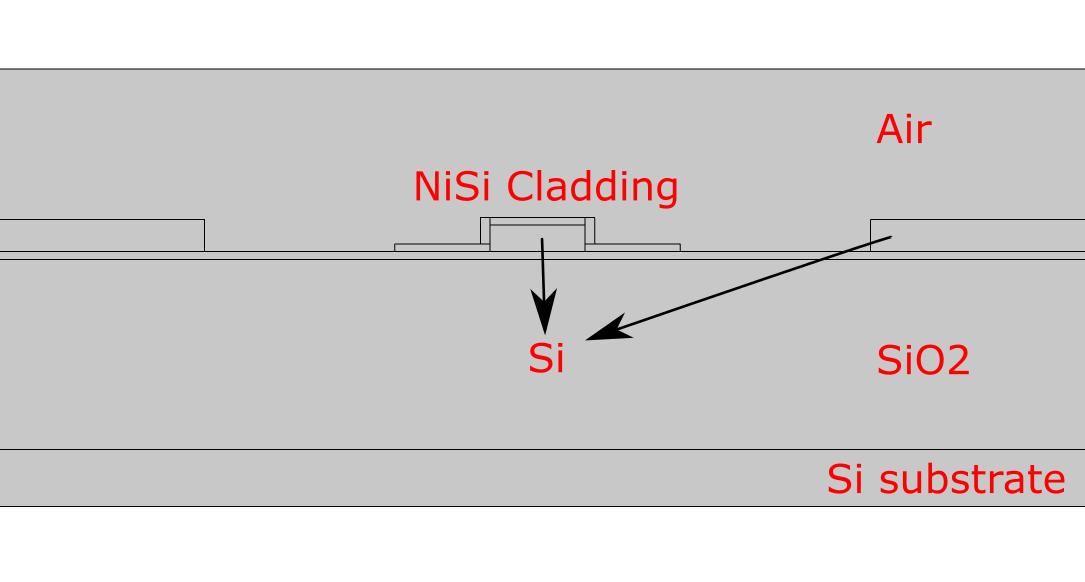 Air
NiSi Cladding
Si
SiO2
Si substrate